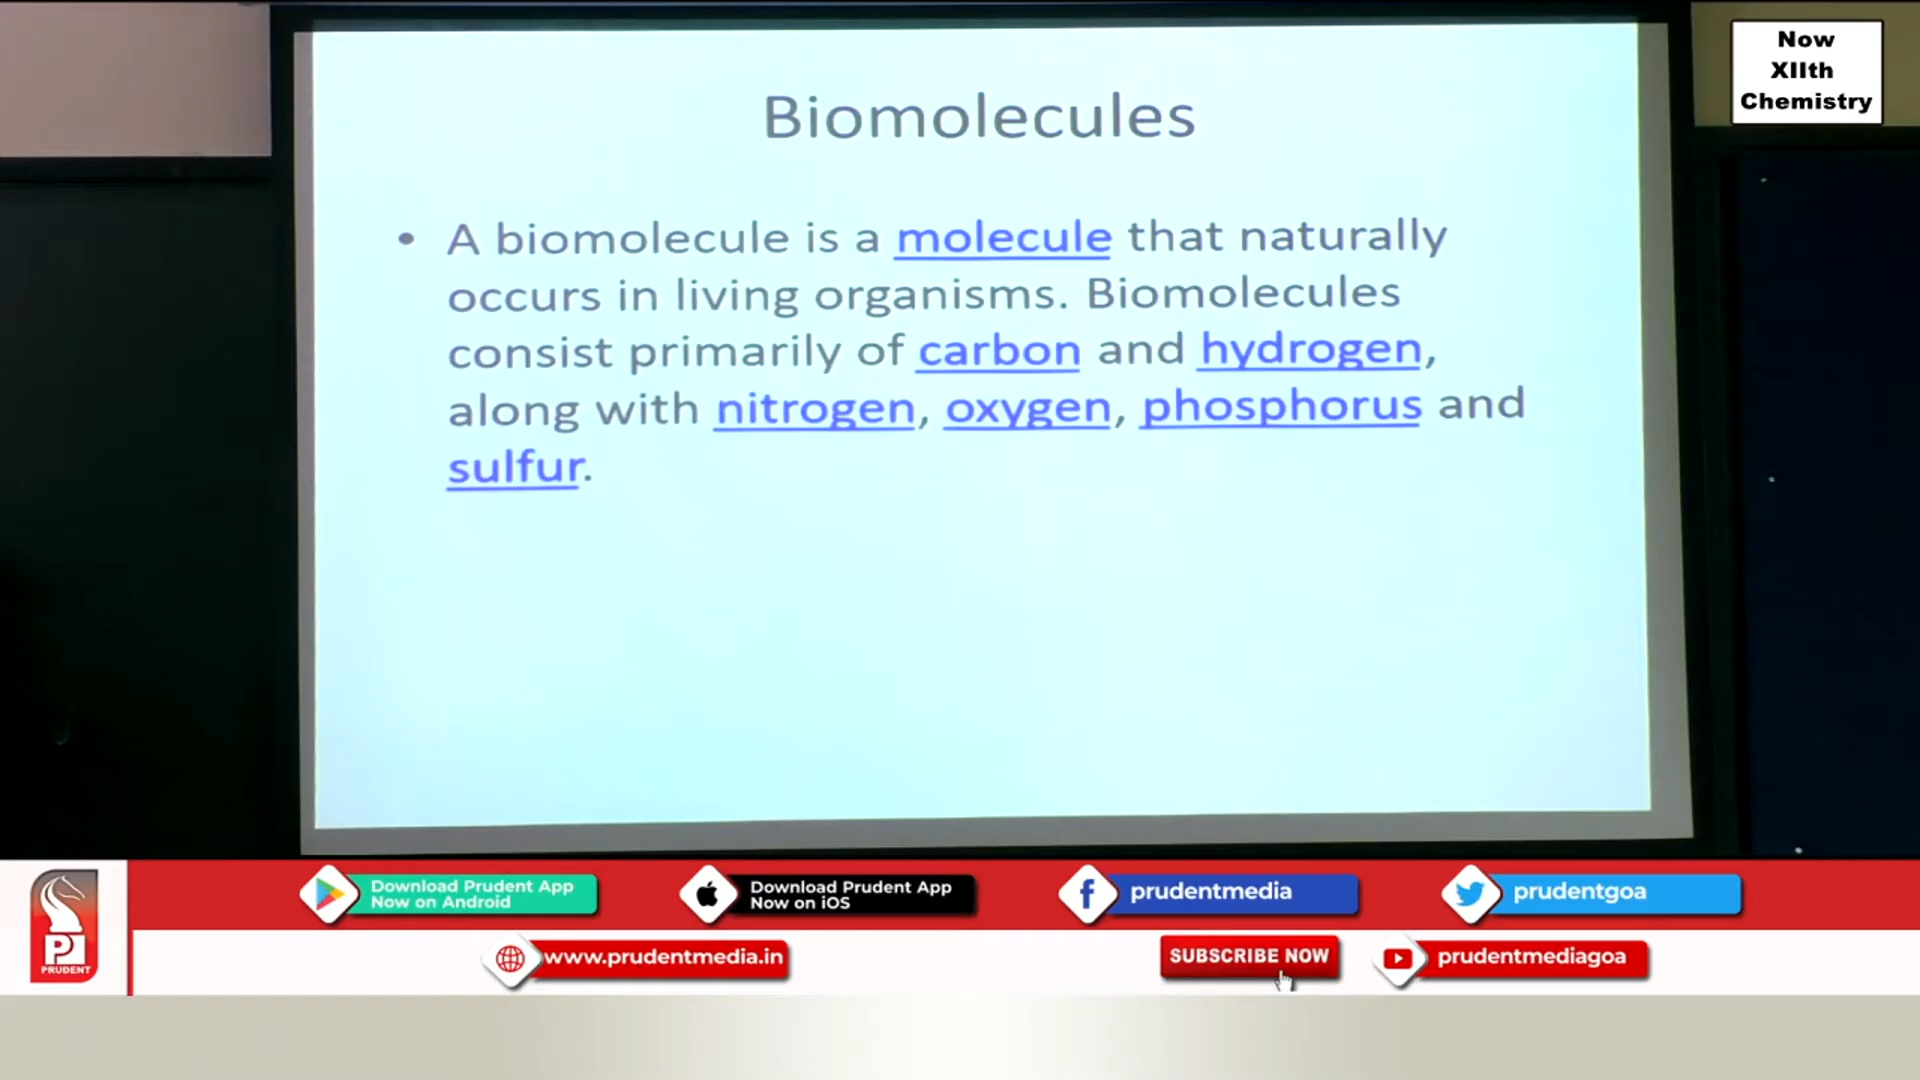 Now
XIIth
Chemistry
Biomolecules
• A biomolecule is a molecule that naturally
occurs in living organisms. Biomolecules
consist primarily of carbon and hydrogen,
along with nitrogen, oxygen, phosphorus and
sulfur.
Download Prudent App
Now on Android
Download Prudent App
Now on iOS
prudentmedia
prudentgoa
PRUDENT
www.prudentmedia.in
SUBSCRIBE NOW
prudentmediagoa